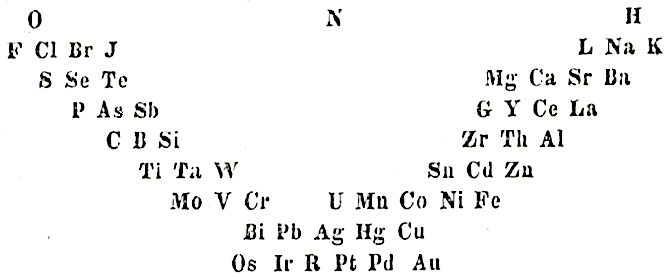 O N H
F Cl Br J L Na K
S Se Te Mg Ca Sr Ba
P As Sb G Y Ce La
C B Si Zr Th Al
Ti Ta W Sn Cd Zn
Mo V Cr U Mn Co Ni Fe
Bi Pb Ag Hg Cu
Os Ir R Pt Pd Au